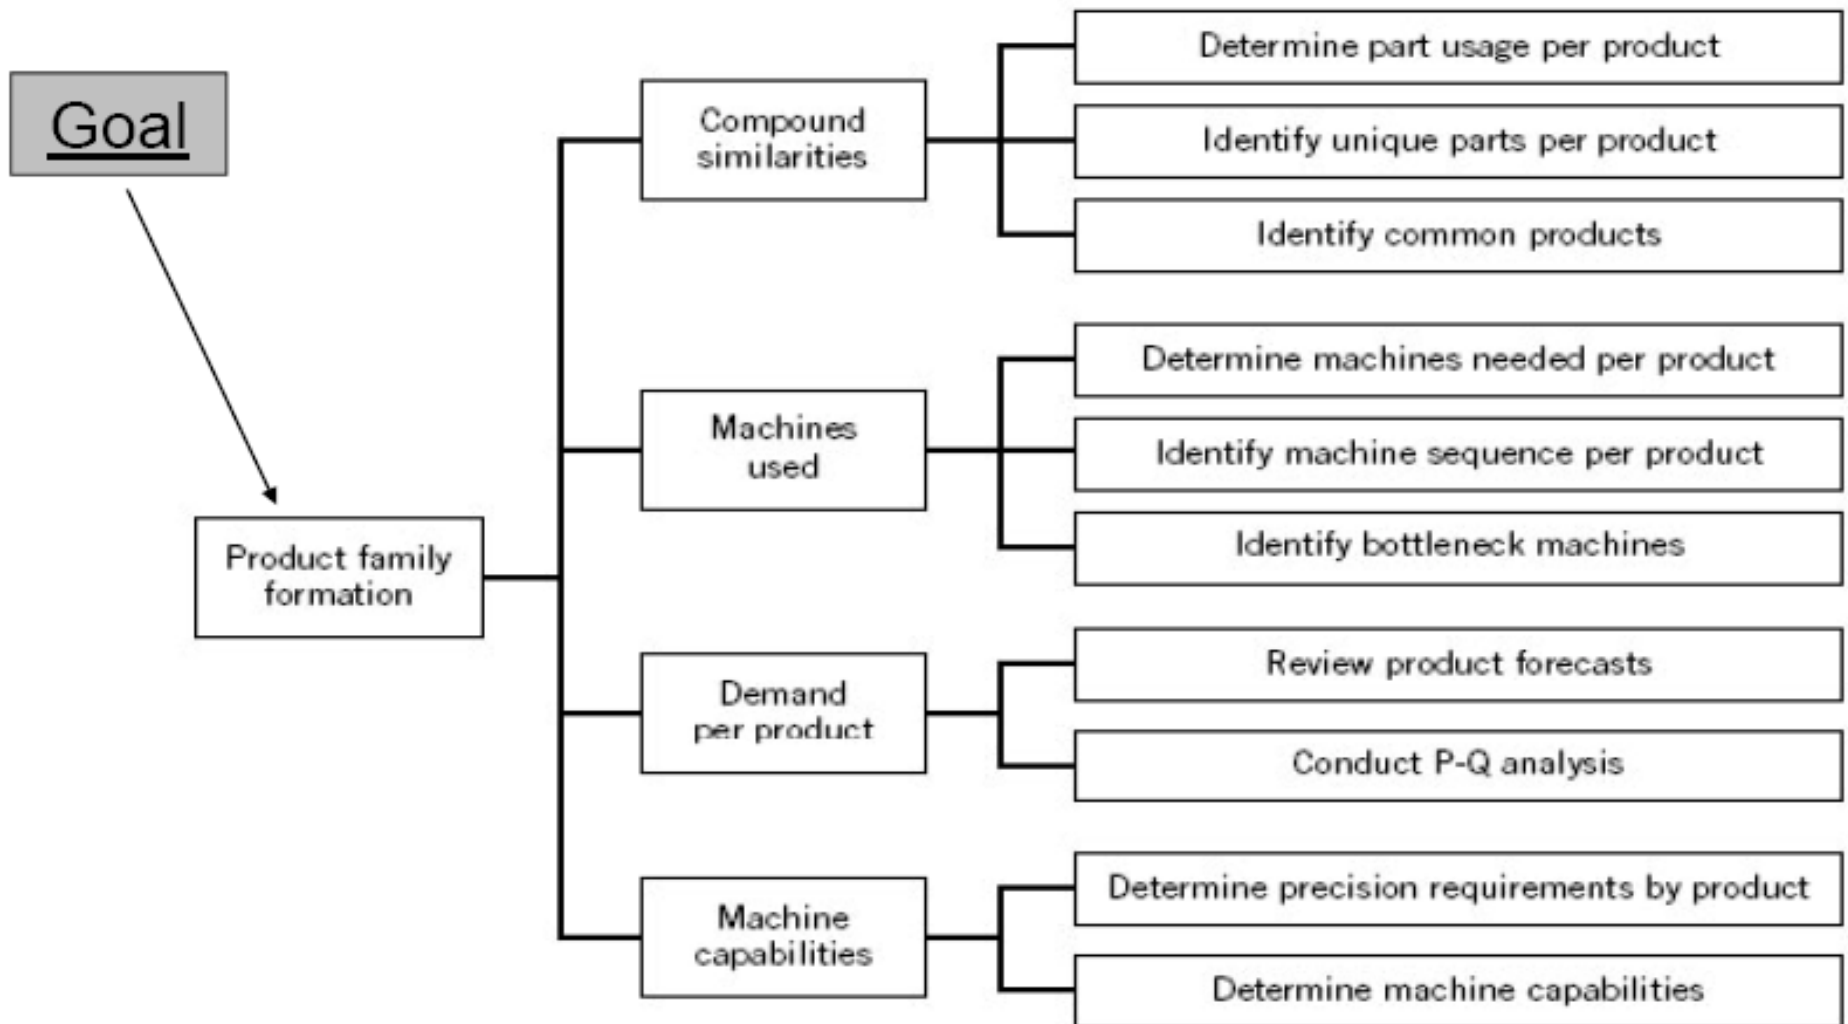 Goal
Product family
formation
Compound
similarities
Determine part usage per product
Identify unique parts per product
Identify common products
Machines
used
Determine machines needed per product
Identify machine sequence per product
Identify bottleneck machines
Demand
per product
Review product forecasts
Conduct P-Q analysis
Machine
capabilities
Determine precision requirements by product
Determine machine capabilities